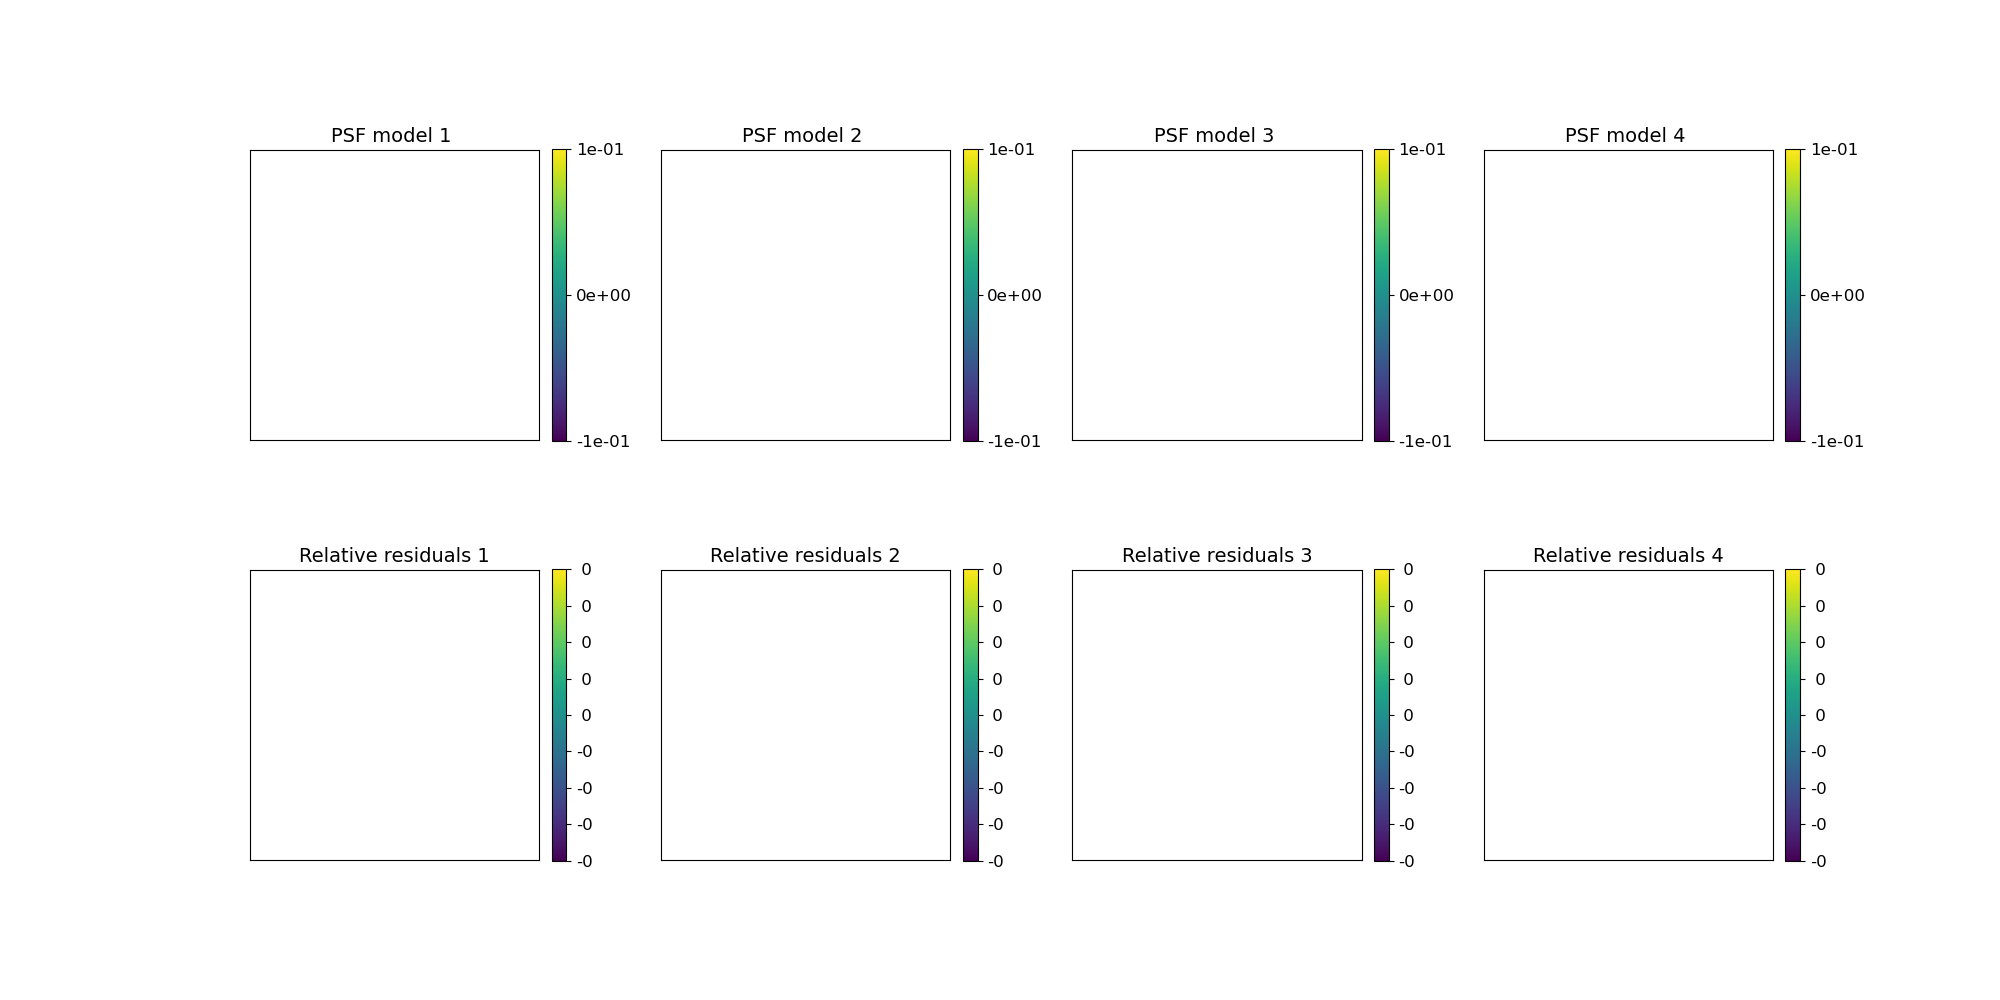 PSF model 1
1e-01
0e+00
-1e-01
PSF model 2
1e-01
0e+00
-1e-01
PSF model 3
1e-01
0e+00
-1e-01
PSF model 4
1e-01
0e+00
-1e-01
Relative residuals 1
0
0
0
0
0
-0
-0
-0
-0
Relative residuals 2
0
0
0
0
0
-0
-0
-0
-0
Relative residuals 3
0
0
0
0
0
-0
-0
-0
-0
Relative residuals 4
0
0
0
0
0
-0
-0
-0
-0